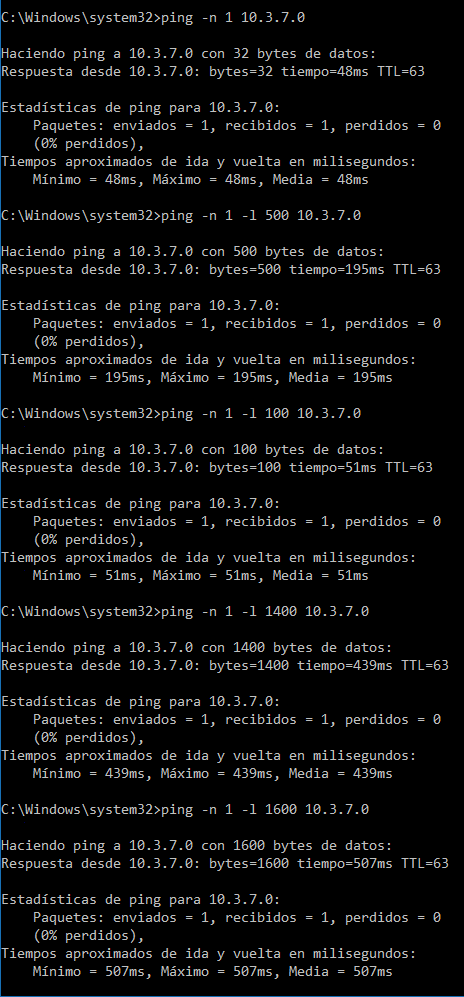 C:\Windows\system32>ping -n 1 10.3.7.0
Haciendo ping a 10.3.7.0 con 32 bytes de datos:
Respuesta desde 10.3.7.0: bytes=32 tiempo=48ms TTL=63
Estadísticas de ping para 10.3.7.0:
    Paquetes: enviados = 1, recibidos = 1, perdidos = 0
    (0% perdidos),
Tiempos aproximados de ida y vuelta en milisegundos:
    Mínimo = 48ms, Máximo = 48ms, Media = 48ms
C:\Windows\system32>ping -n 1 -l 500 10.3.7.0
Haciendo ping a 10.3.7.0 con 500 bytes de datos:
Respuesta desde 10.3.7.0: bytes=500 tiempo=195ms TTL=63
Estadísticas de ping para 10.3.7.0:
    Paquetes: enviados = 1, recibidos = 1, perdidos = 0
    (0% perdidos),
Tiempos aproximados de ida y vuelta en milisegundos:
    Mínimo = 195ms, Máximo = 195ms, Media = 195ms
C:\Windows\system32>ping -n 1 -l 100 10.3.7.0
Haciendo ping a 10.3.7.0 con 100 bytes de datos:
Respuesta desde 10.3.7.0: bytes=100 tiempo=51ms TTL=63
Estadísticas de ping para 10.3.7.0:
    Paquetes: enviados = 1, recibidos = 1, perdidos = 0
    (0% perdidos),
Tiempos aproximados de ida y vuelta en milisegundos:
    Mínimo = 51ms, Máximo = 51ms, Media = 51ms
C:\Windows\system32>ping -n 1 -l 1400 10.3.7.0
Haciendo ping a 10.3.7.0 con 1400 bytes de datos:
Respuesta desde 10.3.7.0: bytes=1400 tiempo=439ms TTL=63
Estadísticas de ping para 10.3.7.0:
    Paquetes: enviados = 1, recibidos = 1, perdidos = 0
    (0% perdidos),
Tiempos aproximados de ida y vuelta en milisegundos:
    Mínimo = 439ms, Máximo = 439ms, Media = 439ms
C:\Windows\system32>ping -n 1 -l 1600 10.3.7.0
Haciendo ping a 10.3.7.0 con 1600 bytes de datos:
Respuesta desde 10.3.7.0: bytes=1600 tiempo=507ms TTL=63
Estadísticas de ping para 10.3.7.0:
    Paquetes: enviados = 1, recibidos = 1, perdidos = 0
    (0% perdidos),
Tiempos aproximados de ida y vuelta en milisegundos:
    Mínimo = 507ms, Máximo = 507ms, Media = 507ms